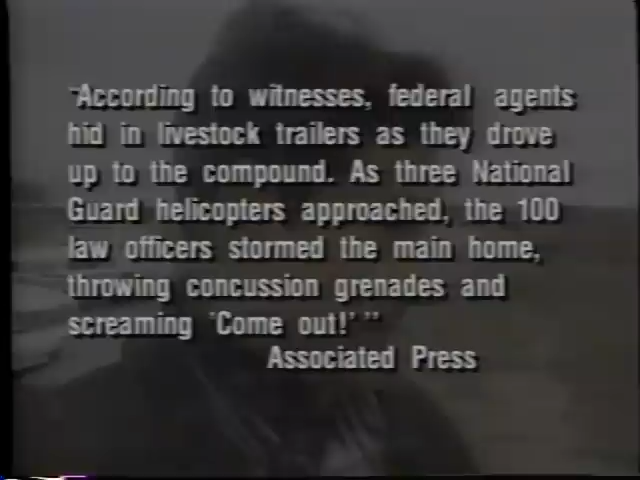 "According to witnesses, federal agents
hid in livestock trailers as they drove
up to the compound. As three National
Guard helicopters approached, the 100
law officers stormed the main home,
throwing concussion grenades and
screaming 'Come out!' "
Associated Press